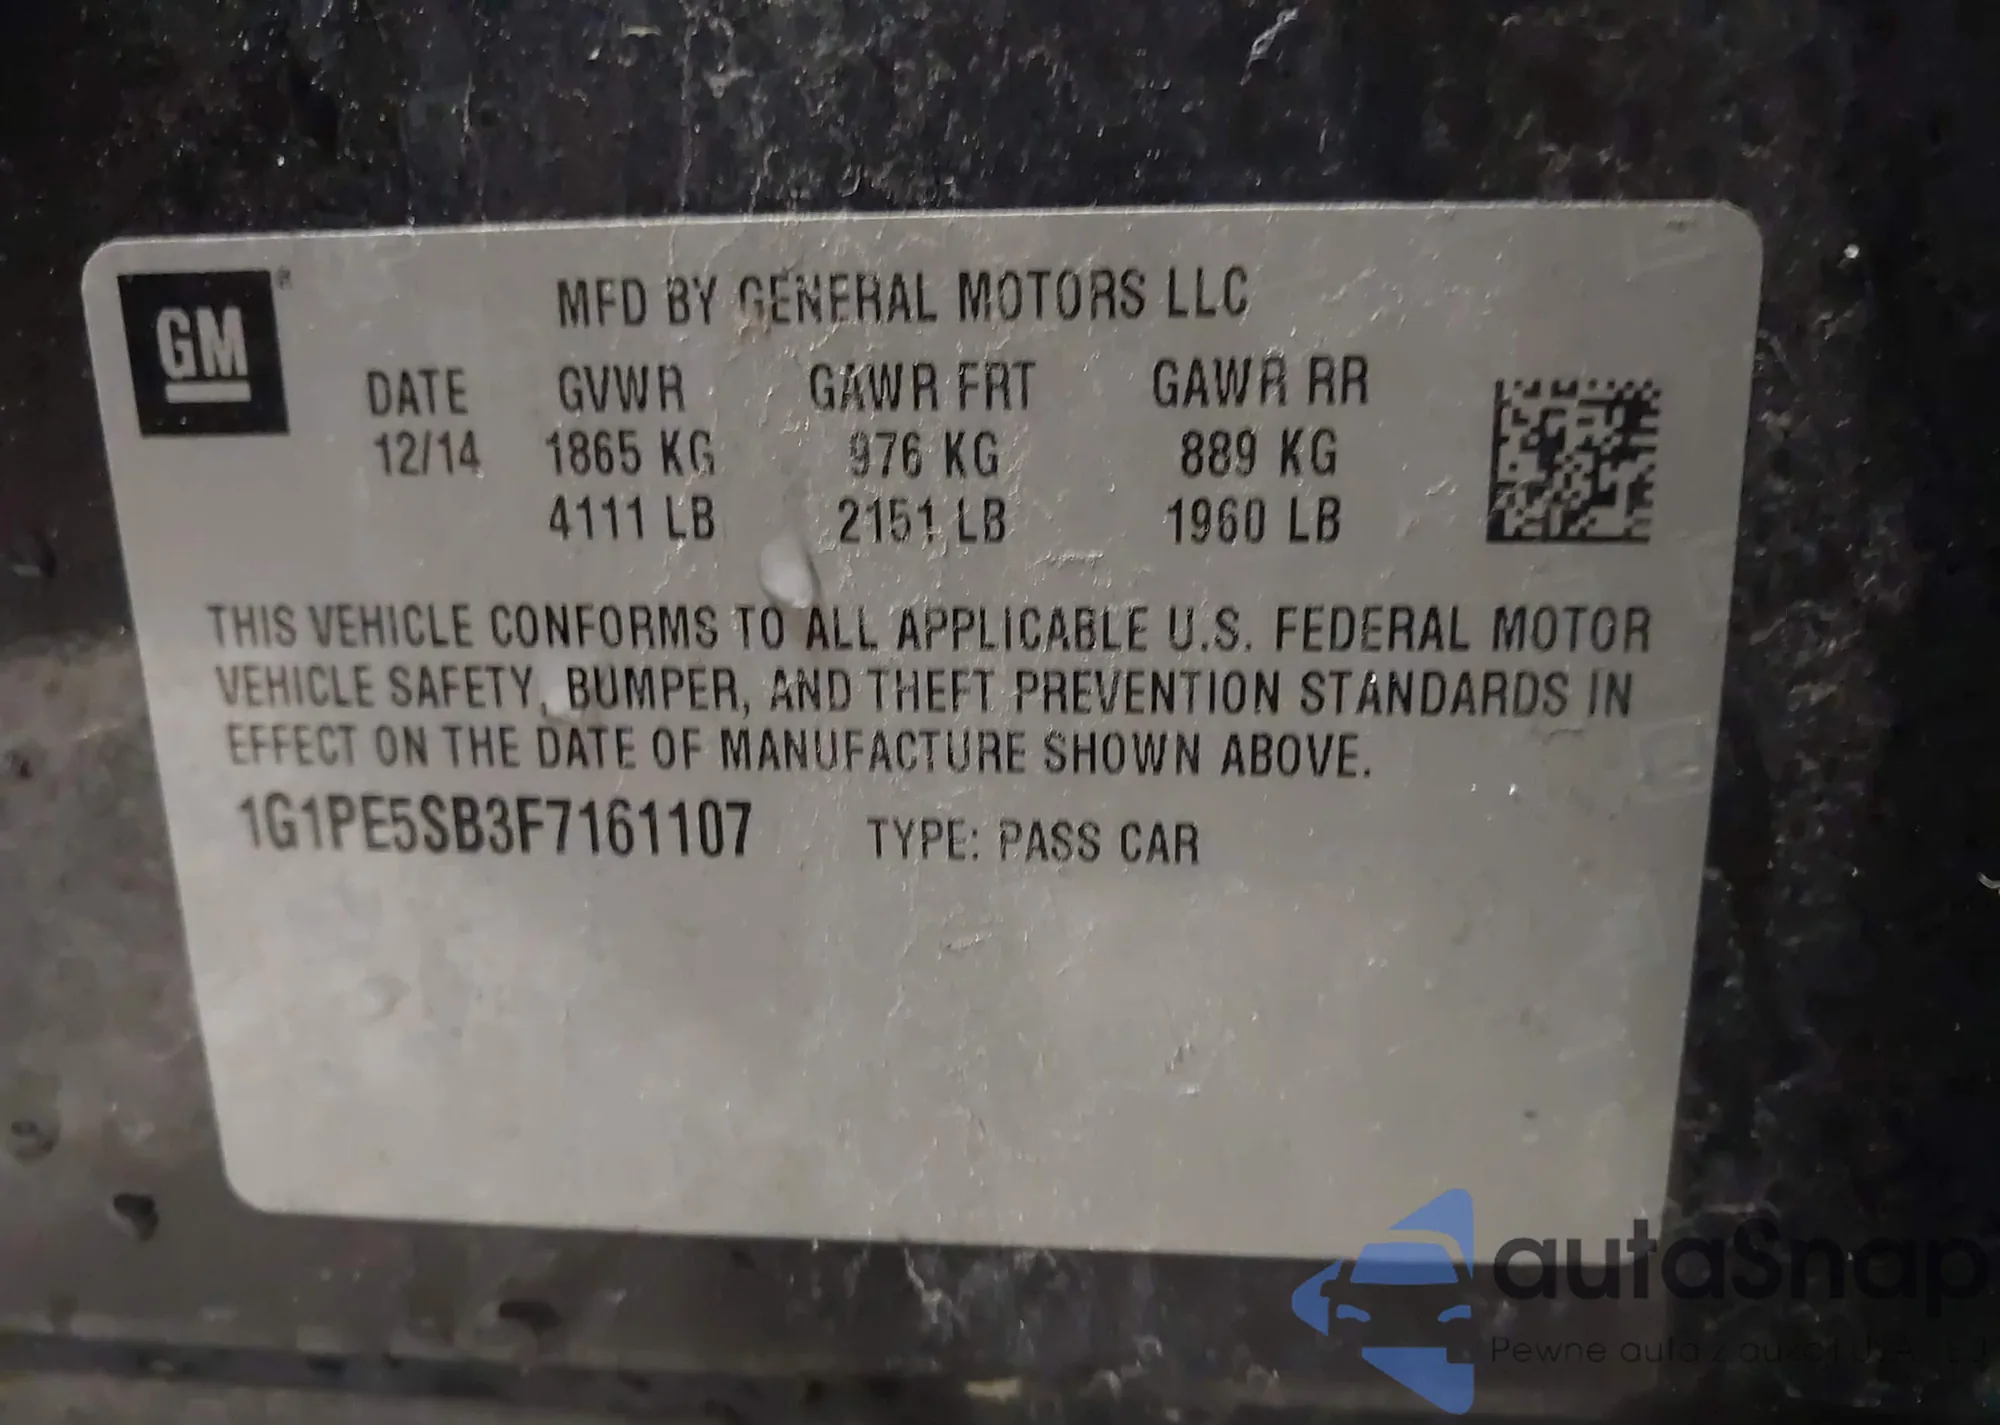 GM ®
MFD BY GENERAL MOTORS LLC
DATE GVWR GAWR FRT GAWR RR
12/14 1865 KG 976 KG 889 KG
4111 LB 2151 LB 1960 LB
THIS VEHICLE CONFORMS TO ALL APPLICABLE U.S. FEDERAL MOTOR
VEHICLE SAFETY, BUMPER, AND THEFT PREVENTION STANDARDS IN
EFFECT ON THE DATE OF MANUFACTURE SHOWN ABOVE.
1G1PE5SB3F7161107 TYPE: PASS CAR
autaSnap
Pewne auta z